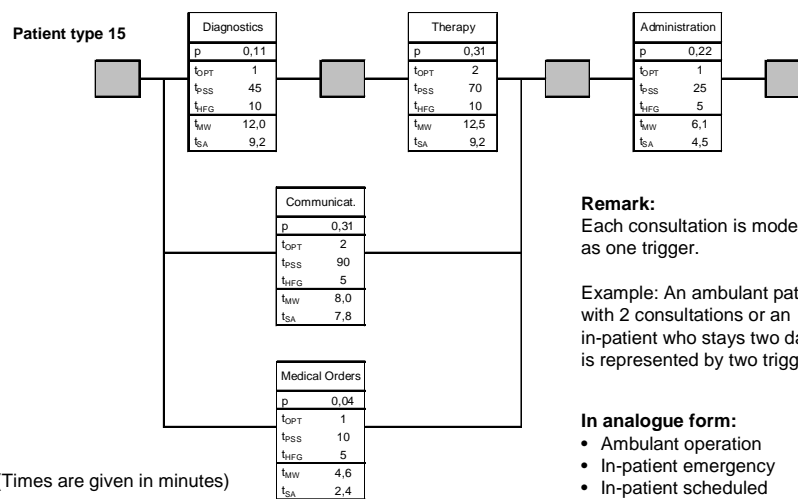 Patient type 15
Diagnostics
p 0,11
tOPT 1
tPSS 45
tHFG 10
tMW 12,0
tSA 9,2
Therapy
p 0,31
tOPT 2
tPSS 70
tHFG 10
tMW 12,5
tSA 9,2
Administration
p 0,22
tOPT 1
tPSS 25
tHFG 5
tMW 6,1
tSA 4,5
Communicat.
p 0,31
tOPT 2
tPSS 90
tHFG 5
tMW 8,0
tSA 7,8
Medical Orders
p 0,04
tOPT 1
tPSS 10
tHFG 5
tMW 4,6
tSA 2,4
(Times are given in minutes)
Remark:
Each consultation is mode
as one trigger.
Example: An ambulant pat
with 2 consultations or an
in-patient who stays two da
is represented by two trigg
In analogue form:
• Ambulant operation
• In-patient emergency
• In-patient scheduled